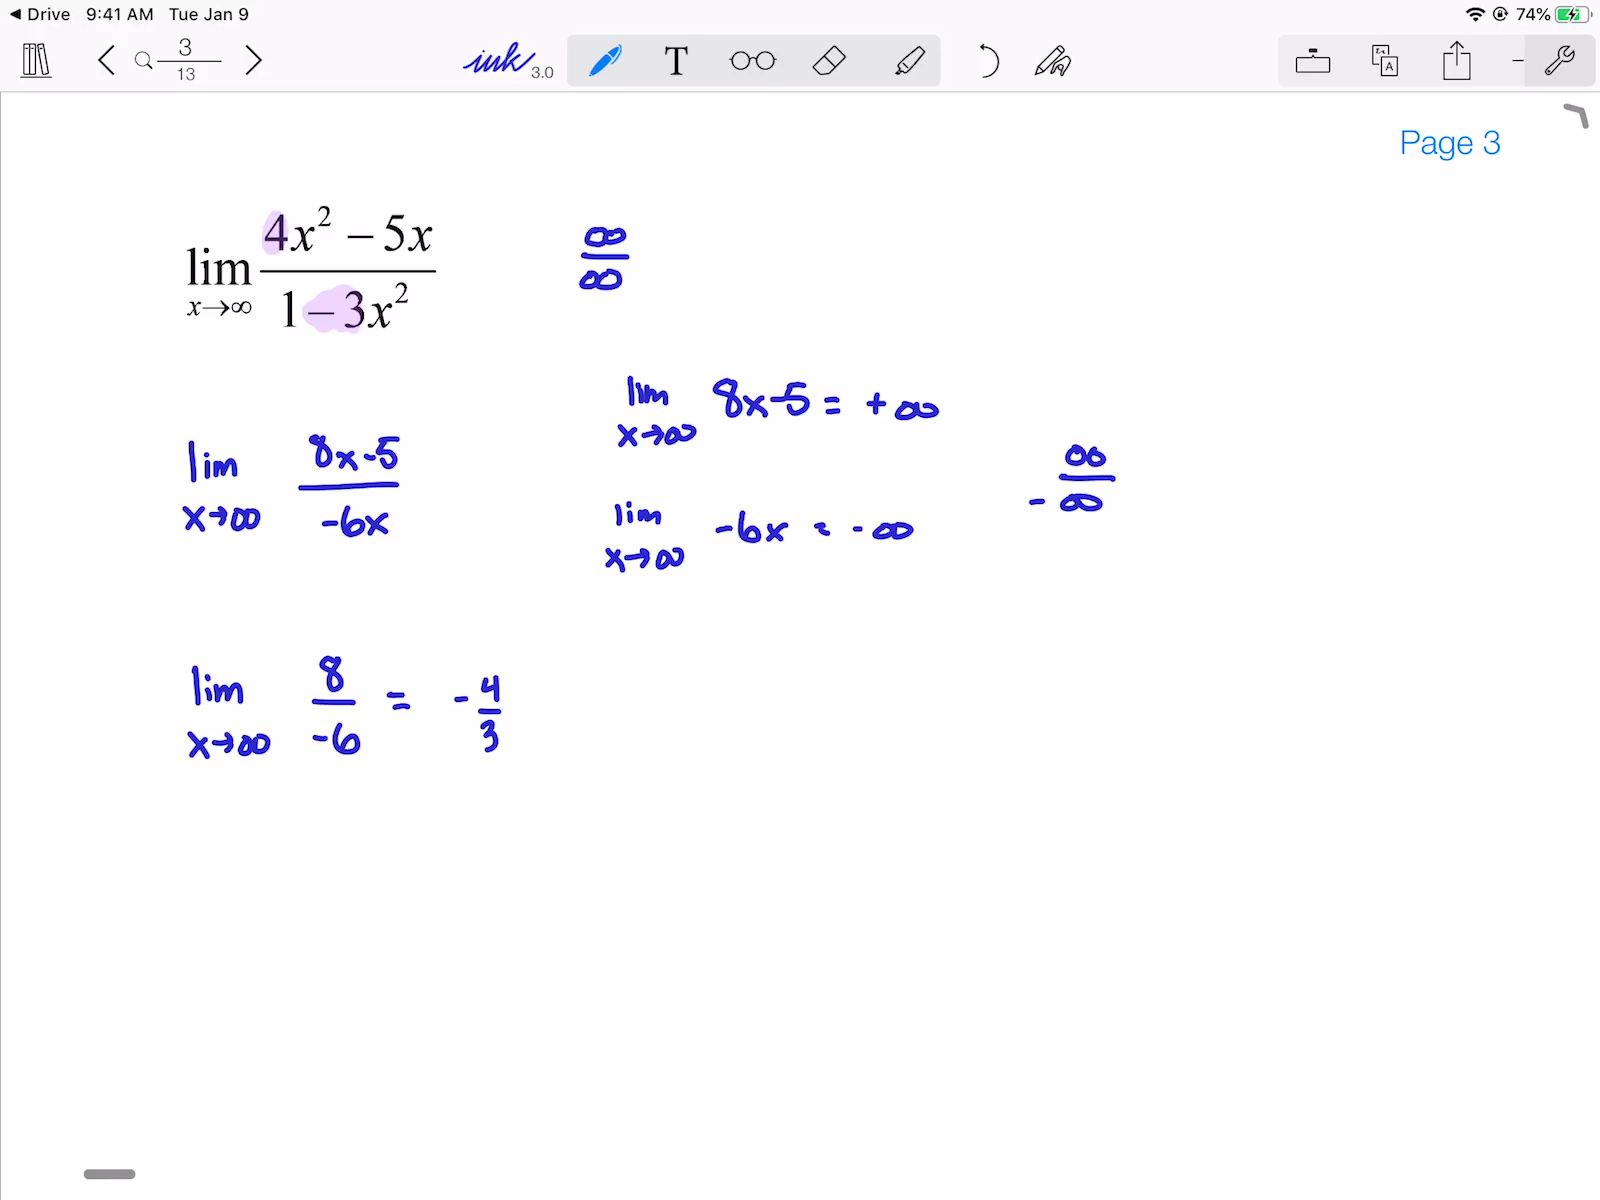 ◀ Drive 9:41 AM Tue Jan 9 74%
3
13
ink 3.0 T A
Page 3
lim x→∞ (4x² − 5x)/(1 − 3x²) ∞/∞
lim x→∞ 8x-5 = +∞
lim x→∞ (8x-5)/(-6x) ∞/-∞
lim x→∞ -6x = -∞
lim x→∞ 8/-6 = -4/3